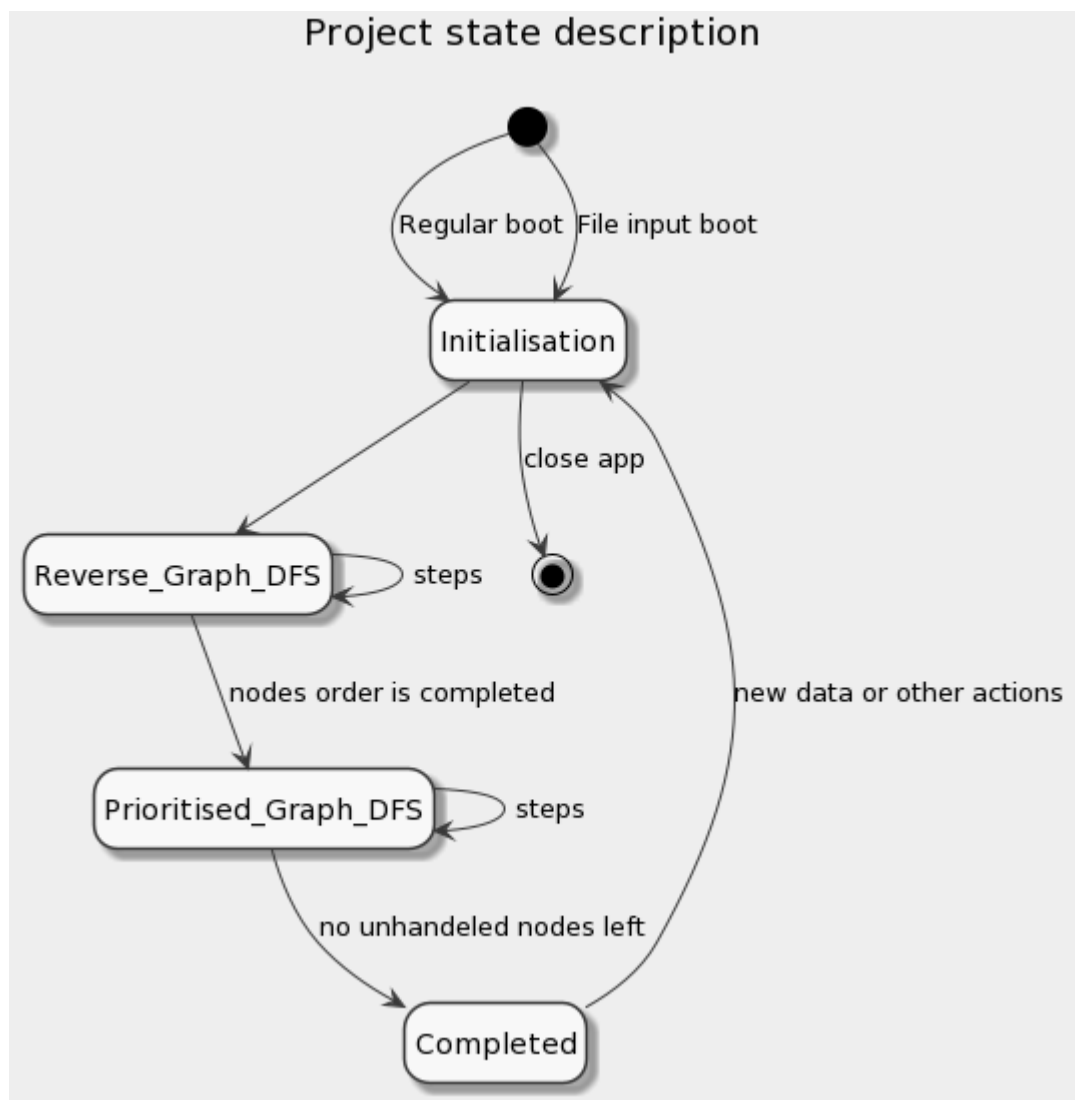 Project state description
Regular boot
File input boot
Initialisation
close app
Reverse_Graph_DFS
steps
nodes order is completed
new data or other actions
Prioritised_Graph_DFS
steps
no unhandeled nodes left
Completed